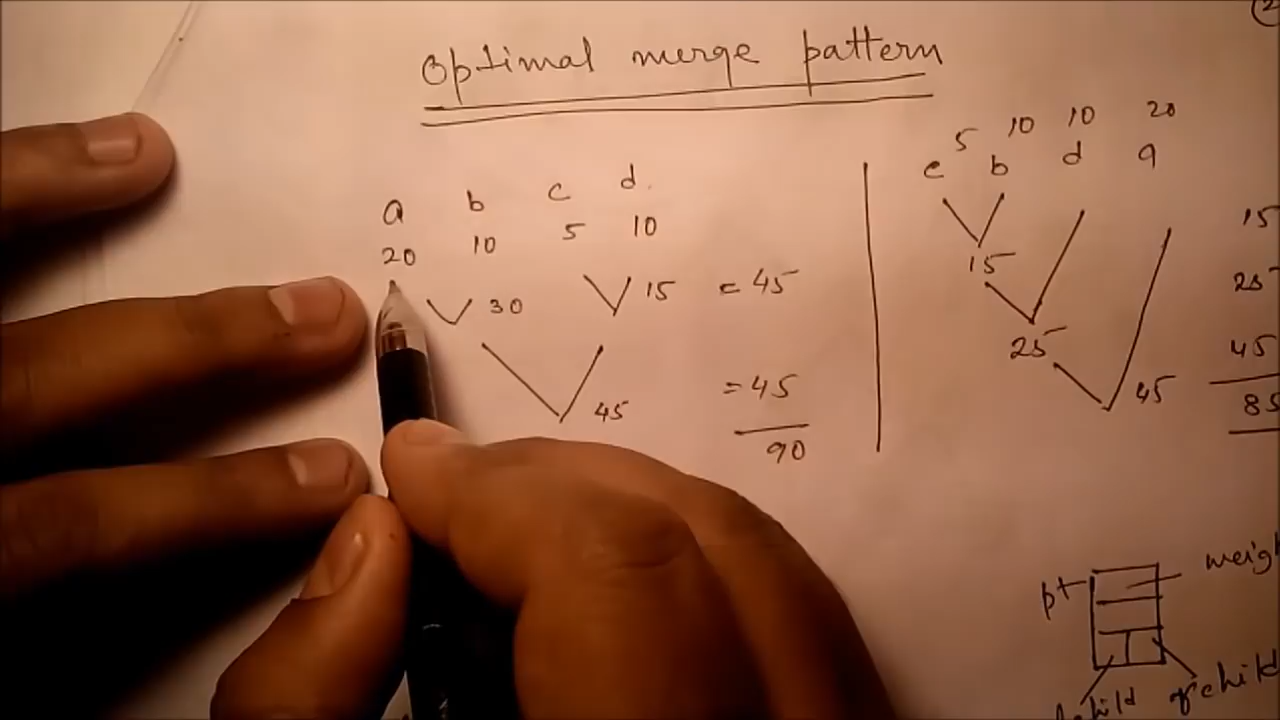 Optimal merge pattern
a b c d
20 10 5 10
30 15 = 45
45 = 45
90
5 10 10 20
c b d a
15
25
45
15
25
45
85
pt
child rchild